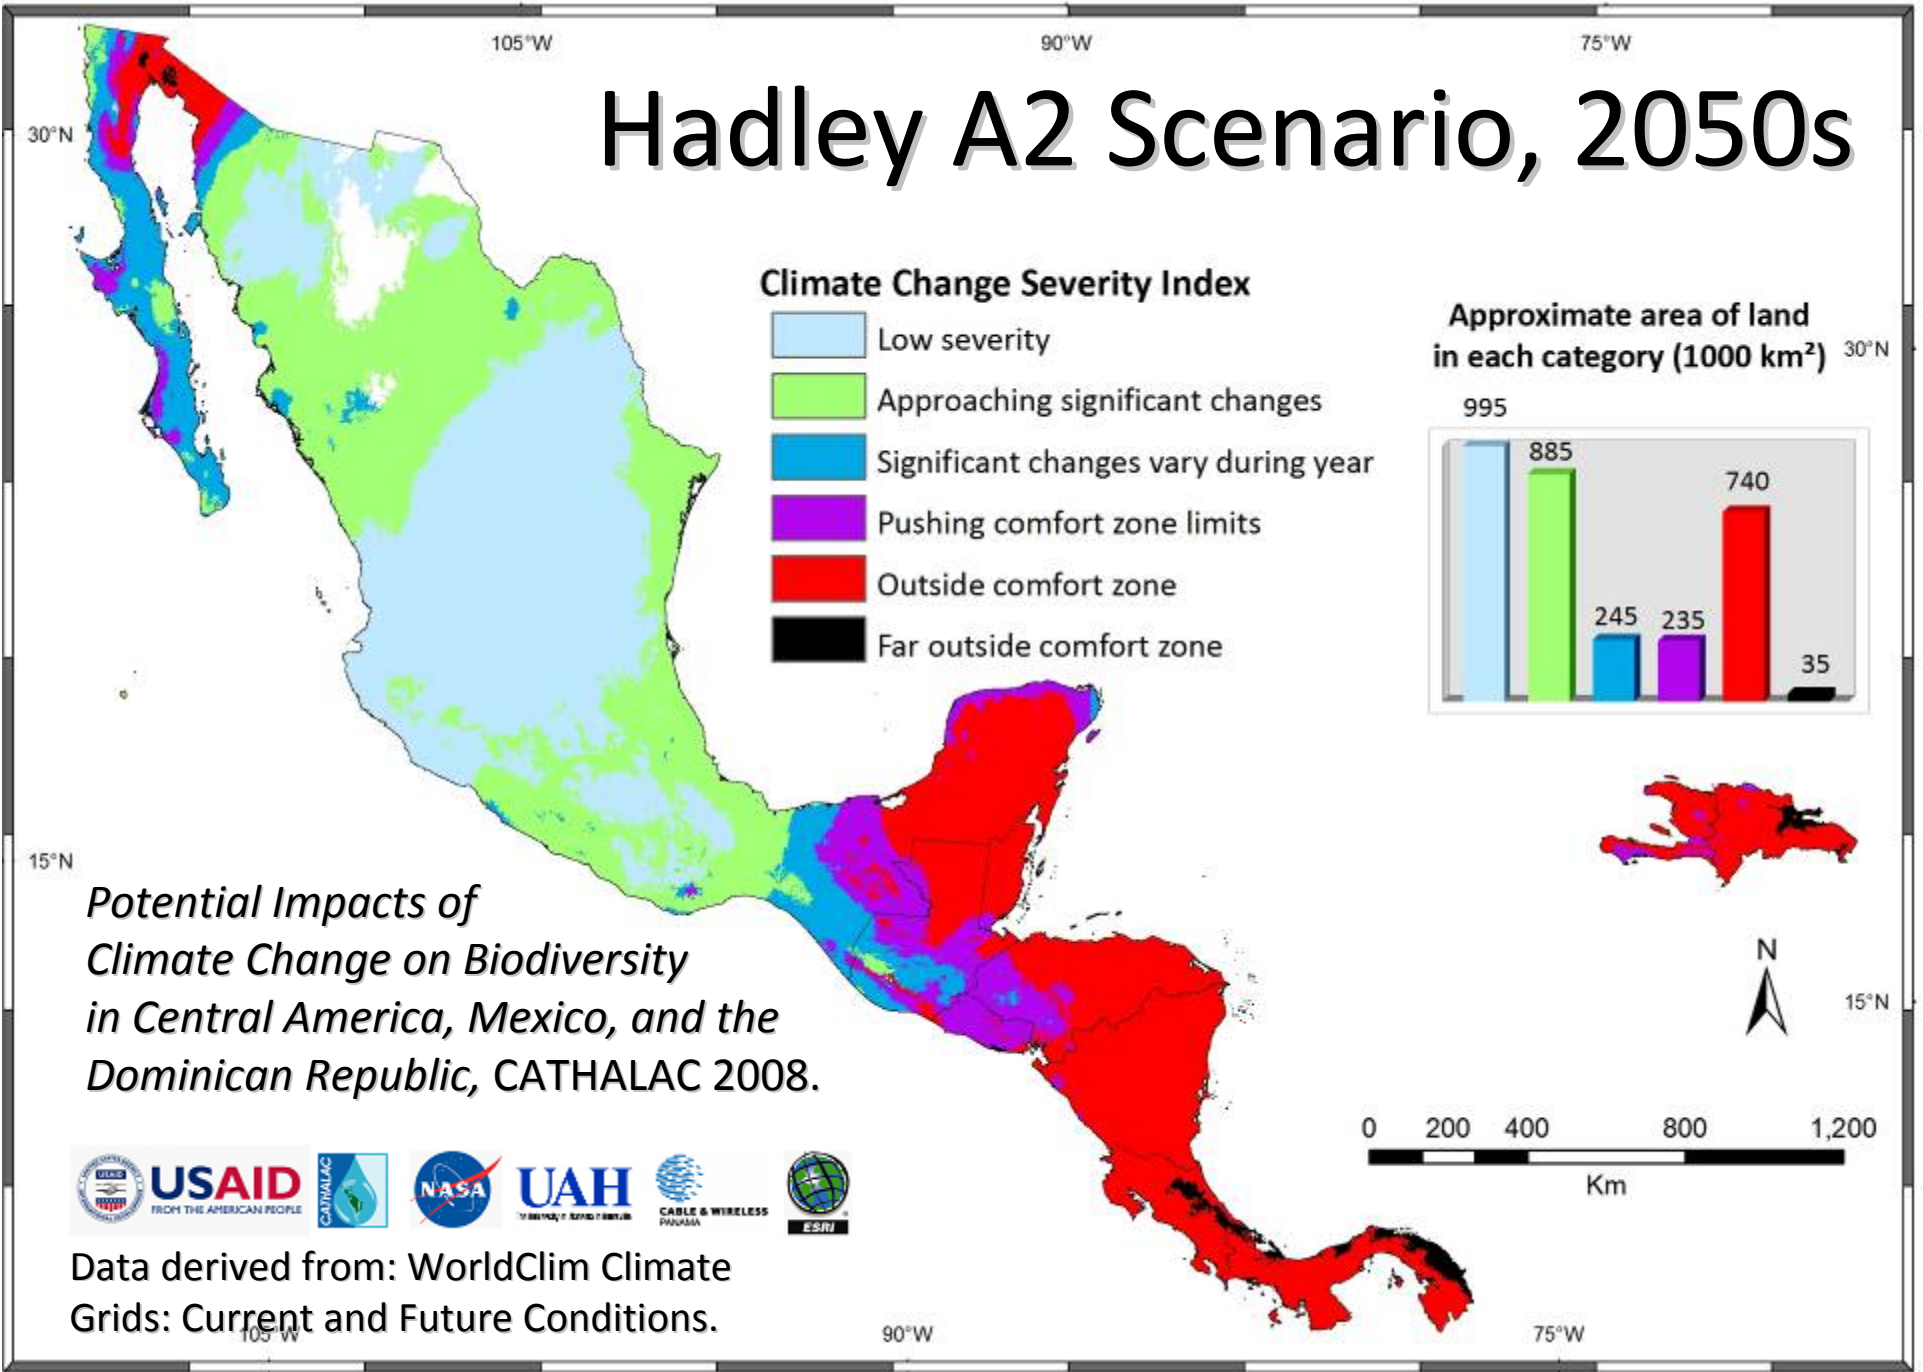 105°W
90°W
75°W
Hadley A2 Scenario, 2050s
30°N
Climate Change Severity Index
Low severity
Approaching significant changes
Significant changes vary during year
Pushing comfort zone limits
Outside comfort zone
Far outside comfort zone
Approximate area of land
in each category (1000 km²)
30°N
995
885
245
235
740
35
15°N
Potential Impacts of
Climate Change on Biodiversity
in Central America, Mexico, and the
Dominican Republic, CATHALAC 2008.
N
15°N
0 200 400 800 1,200
Km
USAID
USAID
FROM THE AMERICAN PEOPLE
CATHALAC
NASA
UAH
CABLE & WIRELESS
PANAMA
ESRI
Data derived from: WorldClim Climate
Grids: Current and Future Conditions.
105°W
90°W
75°W